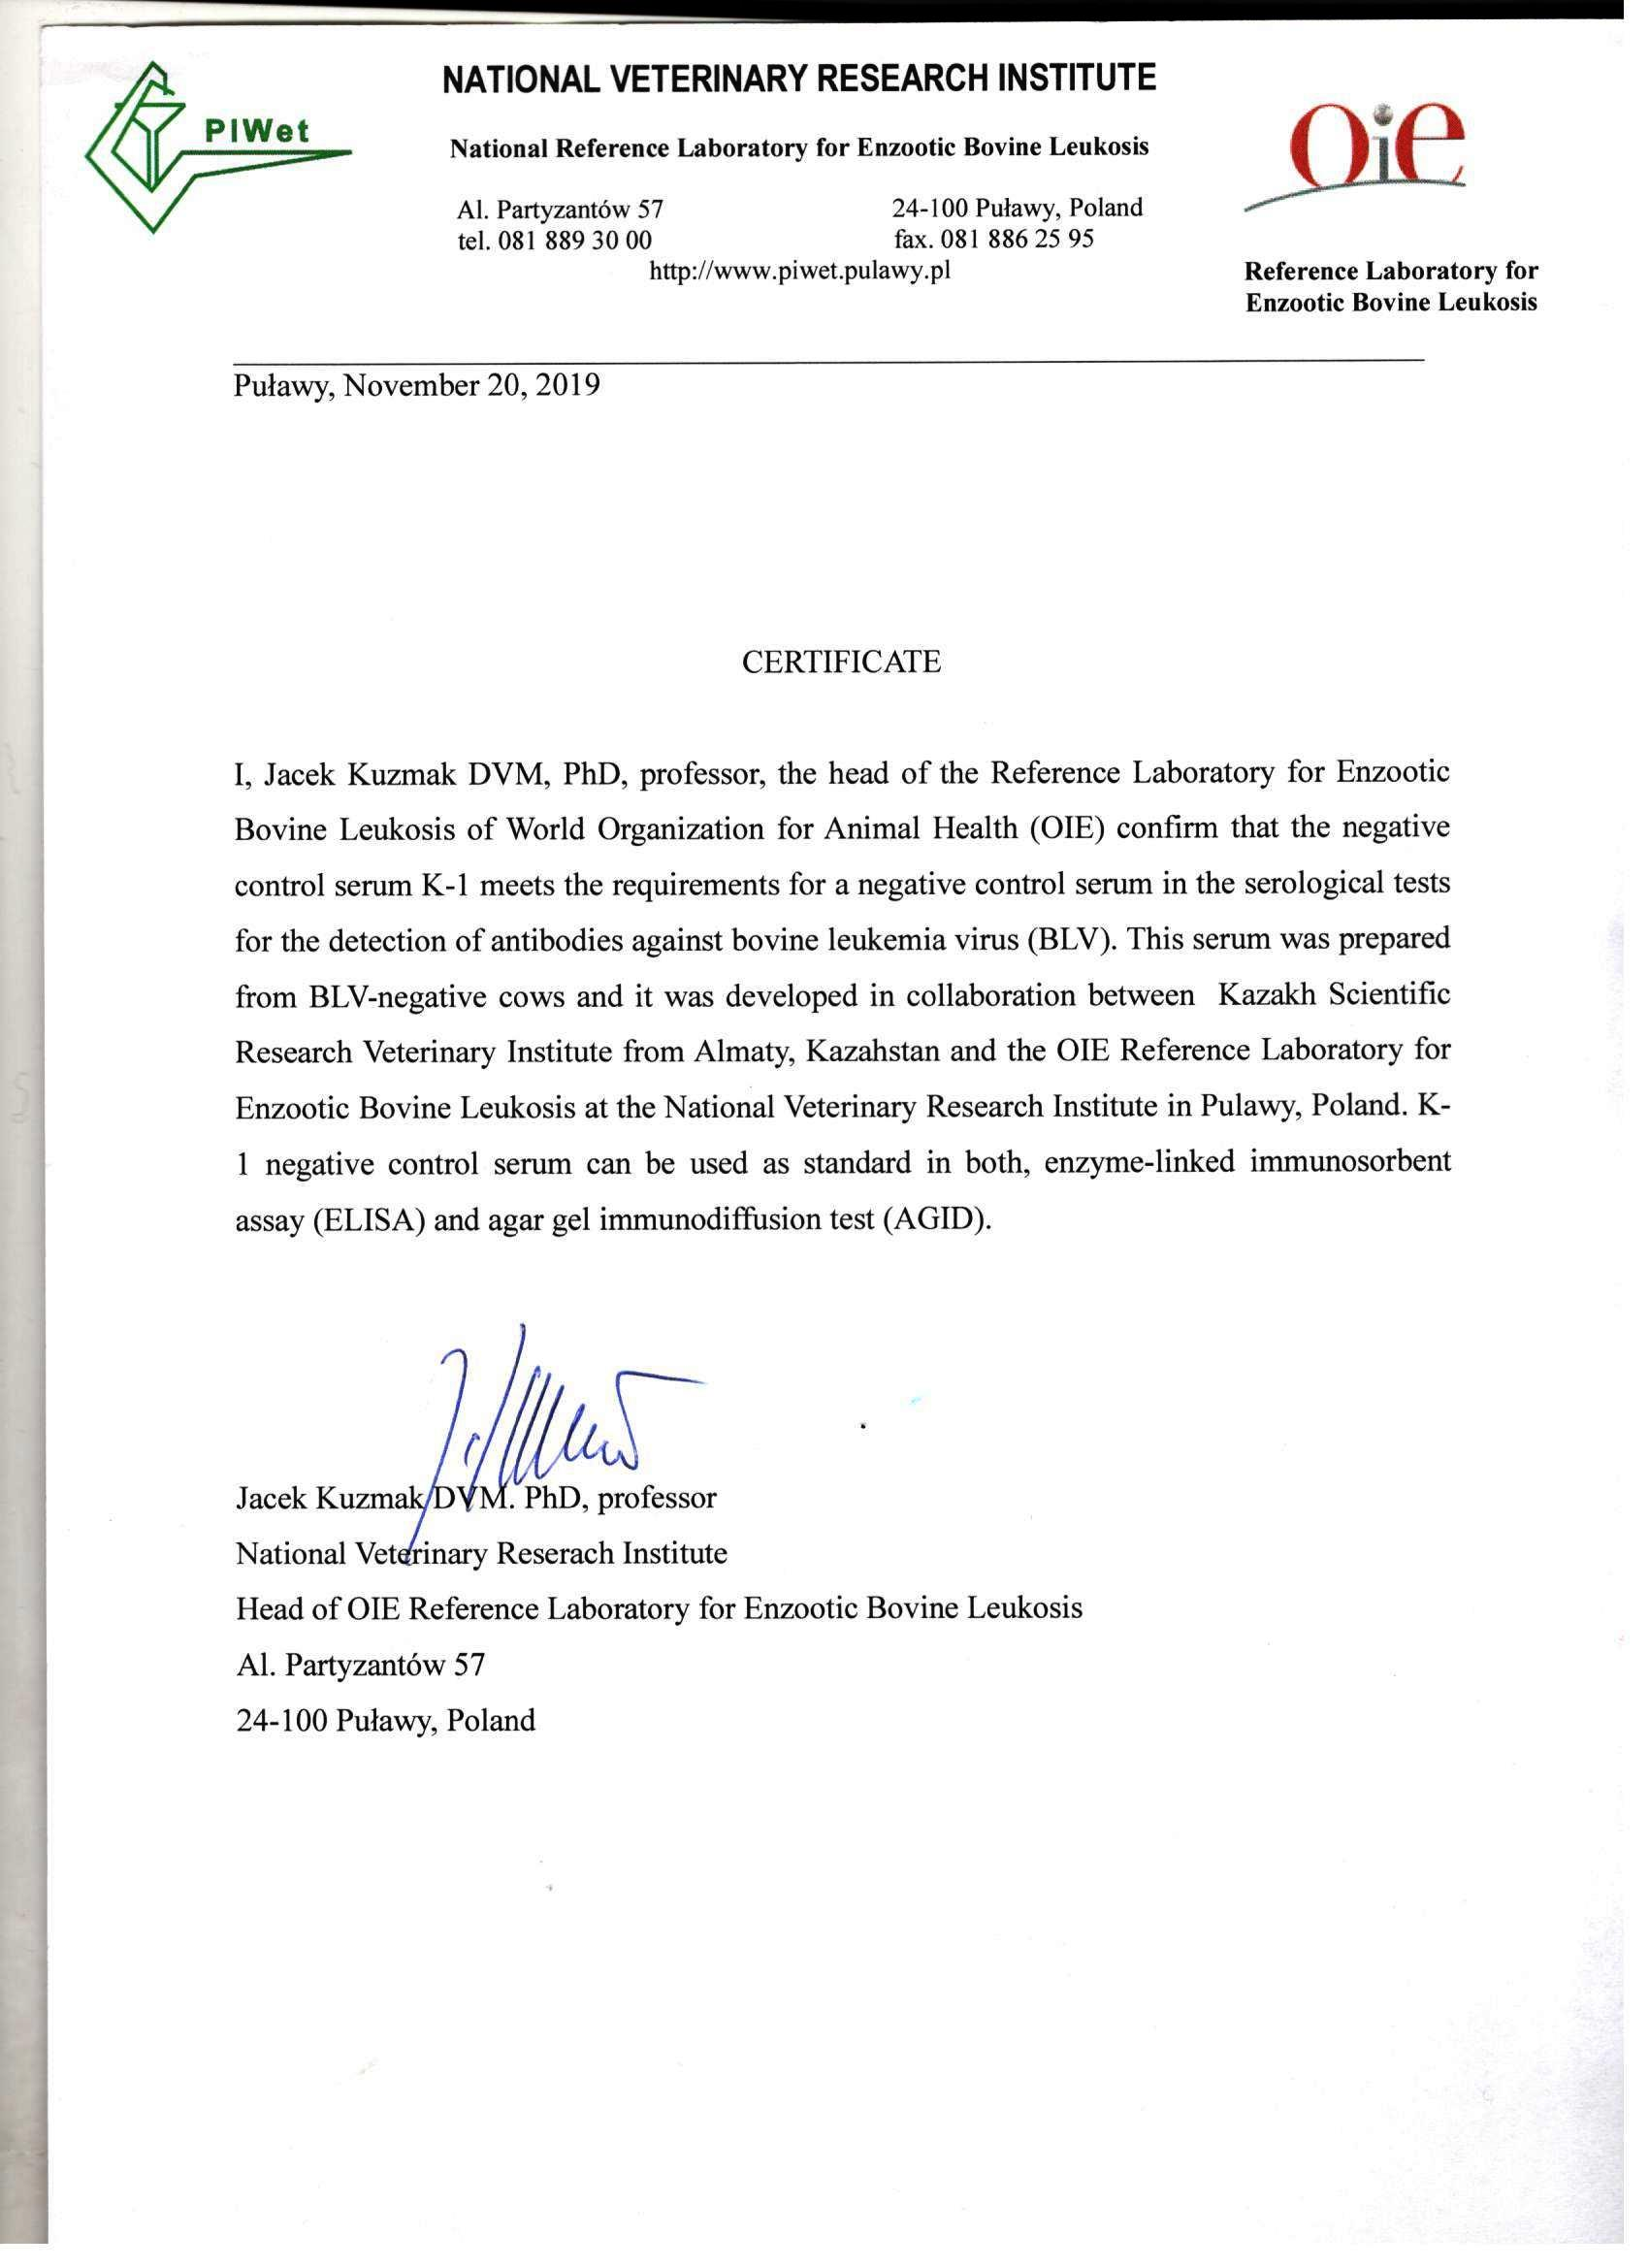 PIWet
NATIONAL VETERINARY RESEARCH INSTITUTE
National Reference Laboratory for Enzootic Bovine Leukosis
Al. Partyzantów 57 24-100 Puławy, Poland
tel. 081 889 30 00 fax. 081 886 25 95
http://www.piwet.pulawy.pl
Oie
Reference Laboratory for
Enzootic Bovine Leukosis
Puławy, November 20, 2019
CERTIFICATE
I, Jacek Kuzmak DVM, PhD, professor, the head of the Reference Laboratory for Enzootic
Bovine Leukosis of World Organization for Animal Health (OIE) confirm that the negative
control serum K-1 meets the requirements for a negative control serum in the serological tests
for the detection of antibodies against bovine leukemia virus (BLV). This serum was prepared
from BLV-negative cows and it was developed in collaboration between Kazakh Scientific
Research Veterinary Institute from Almaty, Kazahstan and the OIE Reference Laboratory for
Enzootic Bovine Leukosis at the National Veterinary Research Institute in Pulawy, Poland. K-
1 negative control serum can be used as standard in both, enzyme-linked immunosorbent
assay (ELISA) and agar gel immunodiffusion test (AGID).
Jacek Kuzmak DVM. PhD, professor
National Veterinary Reserach Institute
Head of OIE Reference Laboratory for Enzootic Bovine Leukosis
Al. Partyzantów 57
24-100 Puławy, Poland